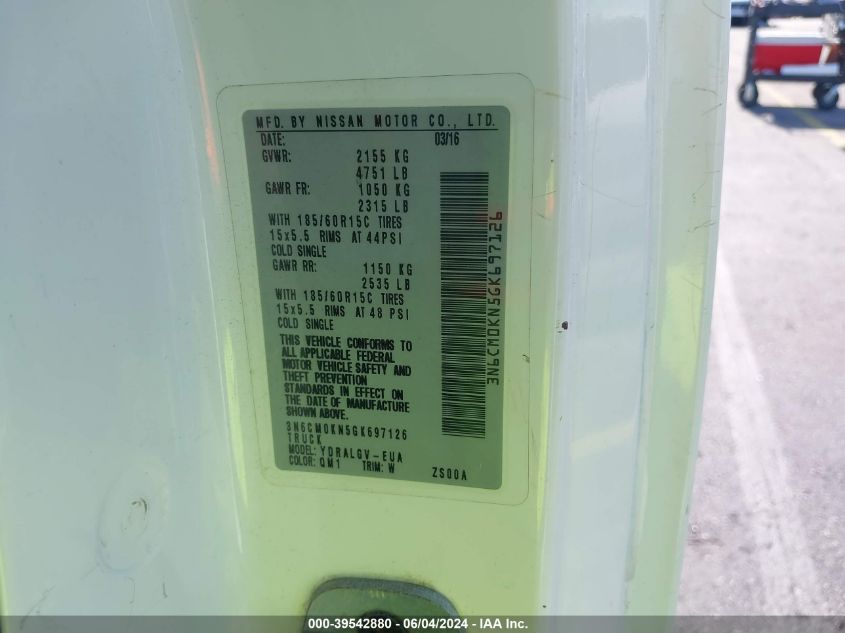 MFD. BY NISSAN MOTOR CO., LTD.
DATE: 03/16
GVWR: 2155 KG
4751 LB
GAWR FR: 1050 KG
2315 LB
WITH 185/60R15C TIRES
15x5.5 RIMS AT 44PSI
COLD SINGLE
GAWR RR: 1150 KG
2535 LB
WITH 185/60R15C TIRES
15x5.5 RIMS AT 48 PSI
COLD SINGLE
THIS VEHICLE CONFORMS TO
ALL APPLICABLE FEDERAL
MOTOR VEHICLE SAFETY AND
THEFT PREVENTION
STANDARDS IN EFFECT ON
THE DATE OF MANUFACTURE
SHOWN ABOVE.
3N6CM0KN5GK697126
TRUCK
MODEL: YDRALGV-EUA
COLOR: QM1 TRIM: W ZS00A
3N6CM0KN5GK697126
000-39542880 - 06/04/2024 - IAA Inc.